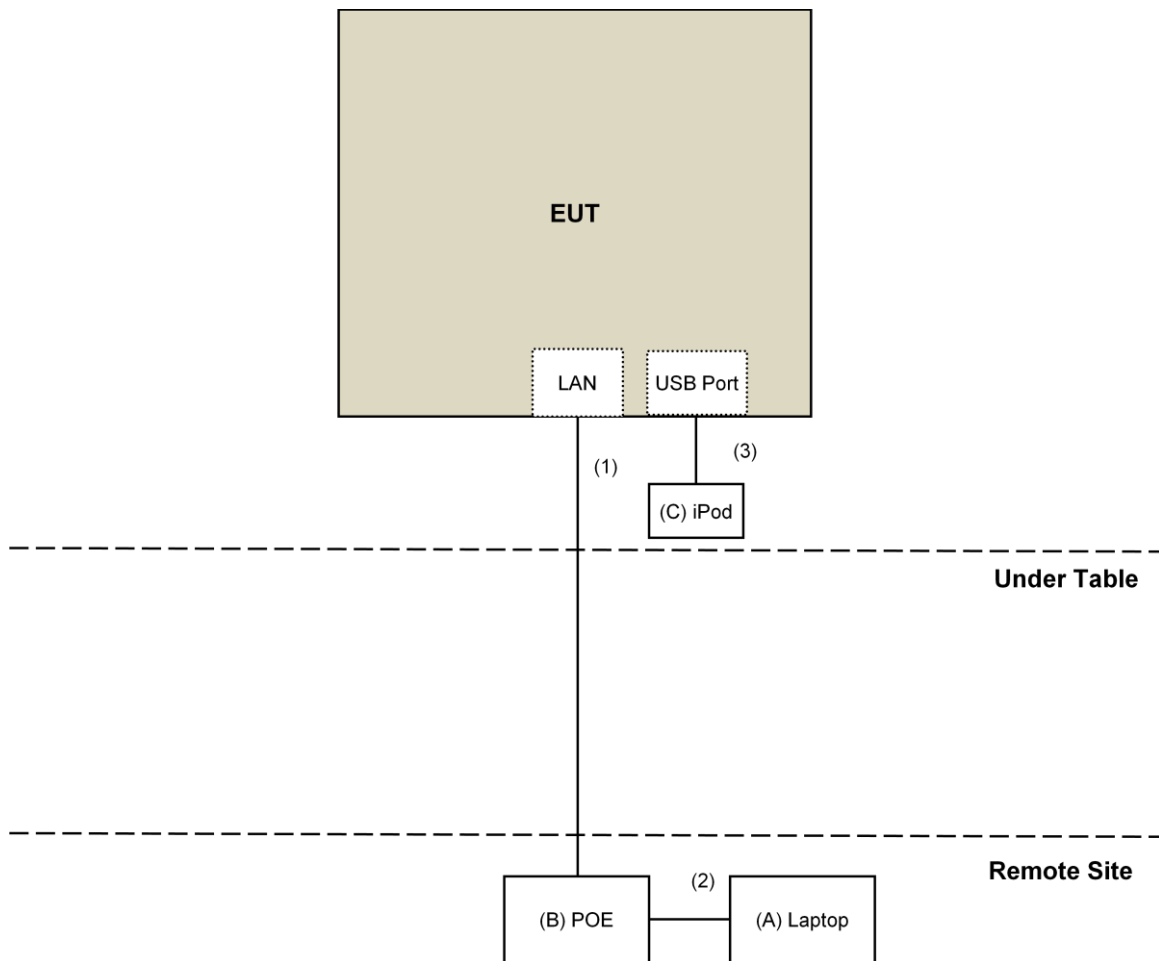 EUT
LAN
USB Port
(1)
(3)
(C) iPod
Under Table
Remote Site
(2)
(B) POE
(A) Laptop